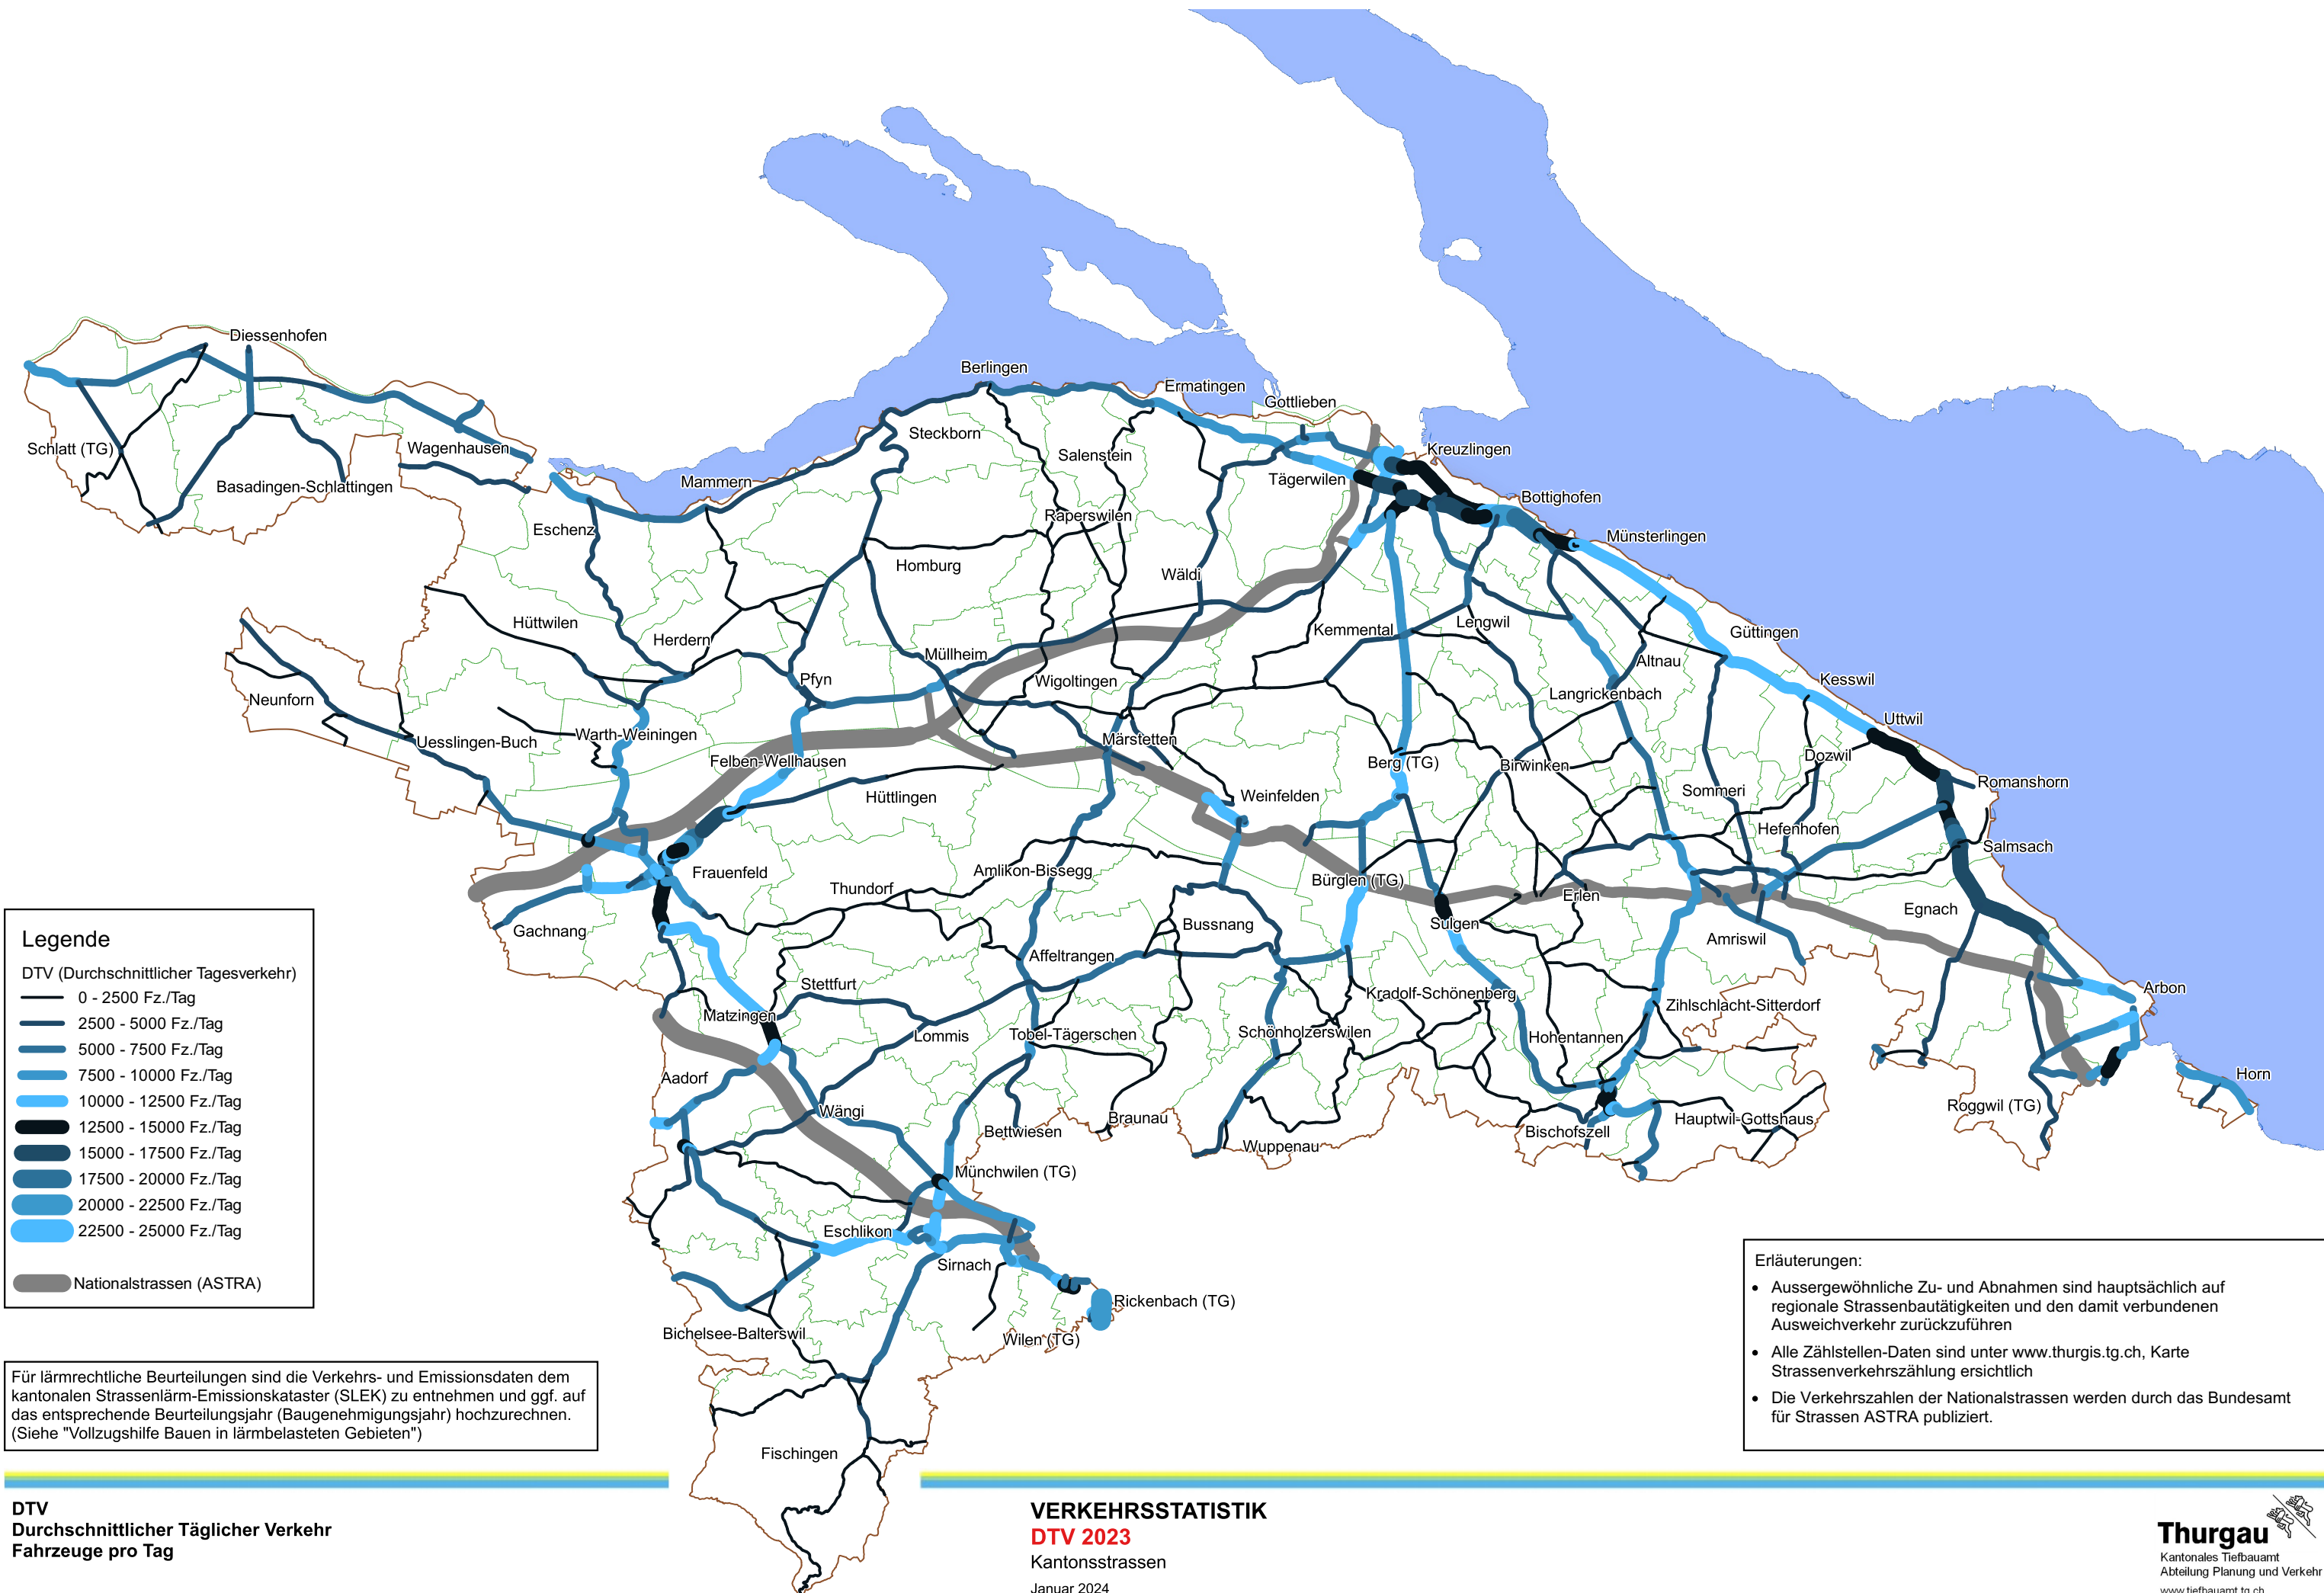 Diessenhofen
Berlingen
Ermatingen
Gottlieben
Schlatt (TG)
Wagenhausen
Steckborn
Salenstein
Kreuzlingen
Basadingen-Schlattingen
Mammern
Tägerwilen
Bottighofen
Eschenz
Raperswilen
Münsterlingen
Homburg
Wäldi
Hüttwilen
Herdern
Kemmental
Lengwil
Güttingen
Müllheim
Altnau
Neunforn
Pfyn
Wigoltingen
Langrickenbach
Kesswil
Uesslingen-Buch
Warth-Weiningen
Märstetten
Uttwil
Felben-Wellhausen
Berg (TG)
Birwinken
Dozwil
Hüttlingen
Weinfelden
Sommeri
Romanshorn
Hefenhofen
Salmsach
Frauenfeld
Amlikon-Bissegg
Bürglen (TG)
Thundorf
Erlen
Gachnang
Bussnang
Sulgen
Egnach
Amriswil
Affeltrangen
Stettfurt
Kradolf-Schönenberg
Arbon
Matzingen
Zihlschlacht-Sitterdorf
Lommis
Tobel-Tägerschen
Schönholzerswilen
Hohentannen
Aadorf
Horn
Wängi
Braunau
Roggwil (TG)
Bettwiesen
Wuppenau
Bischofszell
Hauptwil-Gottshaus
Münchwilen (TG)
Eschlikon
Sirnach
Rickenbach (TG)
Bichelsee-Balterswil
Wilen (TG)
Fischingen
Legende
DTV (Durchschnittlicher Tagesverkehr)
0 - 2500 Fz./Tag
2500 - 5000 Fz./Tag
5000 - 7500 Fz./Tag
7500 - 10000 Fz./Tag
10000 - 12500 Fz./Tag
12500 - 15000 Fz./Tag
15000 - 17500 Fz./Tag
17500 - 20000 Fz./Tag
20000 - 22500 Fz./Tag
22500 - 25000 Fz./Tag
Nationalstrassen (ASTRA)
Für lärmrechtliche Beurteilungen sind die Verkehrs- und Emissionsdaten dem
kantonalen Strassenlärm-Emissionskataster (SLEK) zu entnehmen und ggf. auf
das entsprechende Beurteilungsjahr (Baugenehmigungsjahr) hochzurechnen.
(Siehe "Vollzugshilfe Bauen in lärmbelasteten Gebieten")
Erläuterungen:
• Aussergewöhnliche Zu- und Abnahmen sind hauptsächlich auf
regionale Strassenbautätigkeiten und den damit verbundenen
Ausweichverkehr zurückzuführen
• Alle Zählstellen-Daten sind unter www.thurgis.tg.ch, Karte
Strassenverkehrszählung ersichtlich
• Die Verkehrszahlen der Nationalstrassen werden durch das Bundesamt
für Strassen ASTRA publiziert.
DTV
Durchschnittlicher Täglicher Verkehr
Fahrzeuge pro Tag
VERKEHRSSTATISTIK
DTV 2023
Kantonsstrassen
Januar 2024
Thurgau
Kantonales Tiefbauamt
Abteilung Planung und Verkehr
www.tiefbauamt.tg.ch